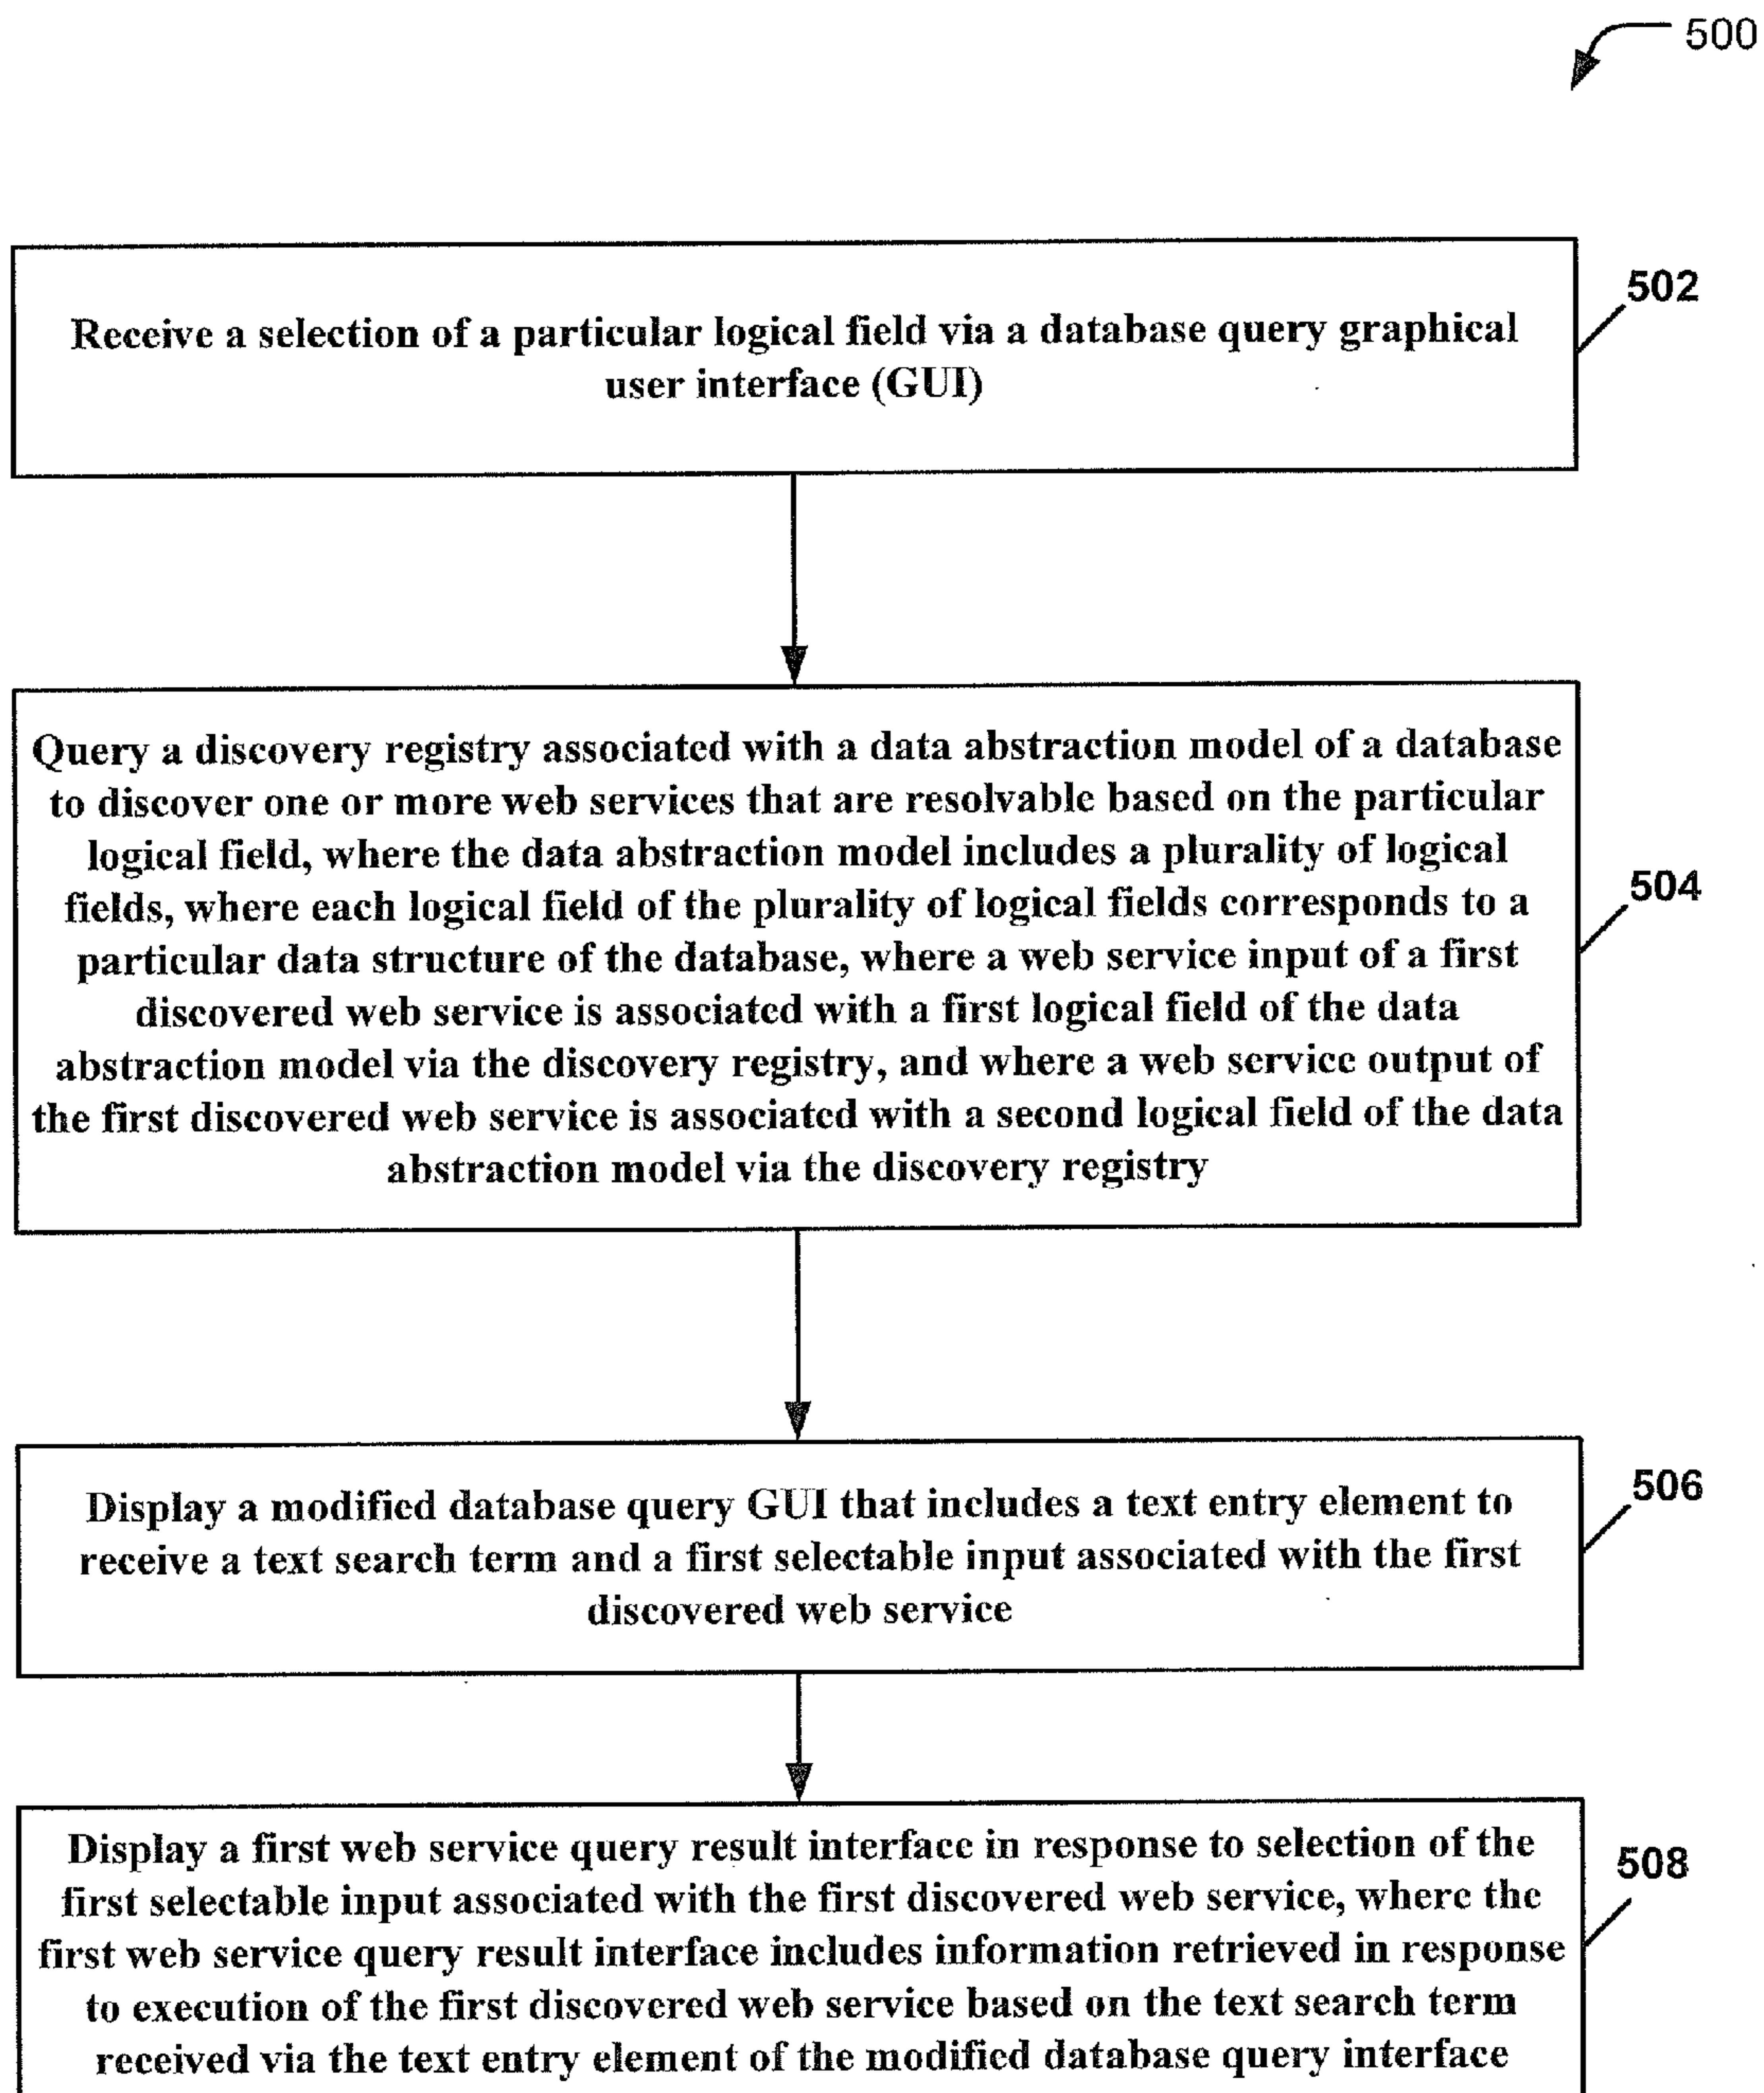 500
Receive a selection of a particular logical field via a database query graphical
user interface (GUI)
502
Query a discovery registry associated with a data abstraction model of a database
to discover one or more web services that are resolvable based on the particular
logical field, where the data abstraction model includes a plurality of logical
fields, where each logical field of the plurality of logical fields corresponds to a
particular data structure of the database, where a web service input of a first
discovered web service is associated with a first logical field of the data
abstraction model via the discovery registry, and where a web service output of
the first discovered web service is associated with a second logical field of the data
abstraction model via the discovery registry
504
Display a modified database query GUI that includes a text entry element to
receive a text search term and a first selectable input associated with the first
discovered web service
506
Display a first web service query result interface in response to selection of the
first selectable input associated with the first discovered web service, where the
first web service query result interface includes information retrieved in response
to execution of the first discovered web service based on the text search term
received via the text entry element of the modified database query interface
508